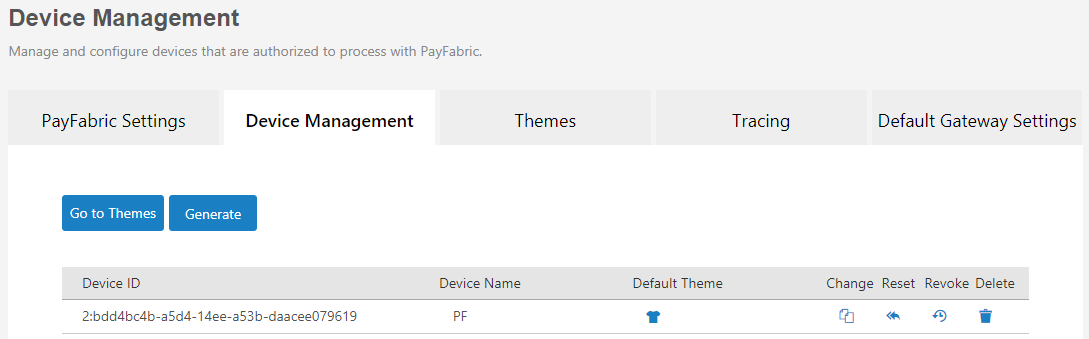 Device Management
Manage and configure devices that are authorized to process with PayFabric.
PayFabric Settings Device Management Themes Tracing Default Gateway Settings
Go to Themes Generate
Device ID Device Name Default Theme Change Reset Revoke Delete
2:bdd4bc4b-a5d4-14ee-a53b-daacee079619 PF